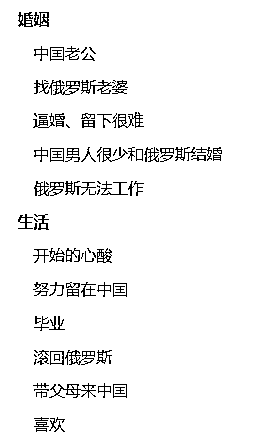 婚姻
中国老公
找俄罗斯老婆
逼婚、留下很难
中国男人很少和俄罗斯结婚
俄罗斯无法工作
生活
开始的心酸
努力留在中国
毕业
滚回俄罗斯
带父母来中国
喜欢